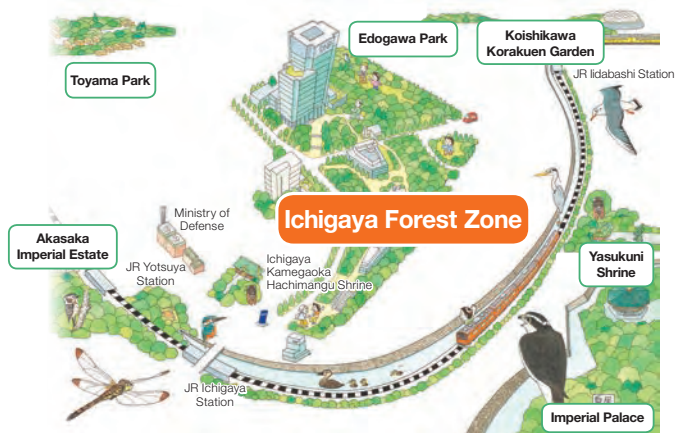 Edogawa Park
Koishikawa
Korakuen Garden
Toyama Park
JR Iidabashi Station
Ichigaya Forest Zone
Ministry of
Defense
Akasaka
Imperial Estate
JR Yotsuya
Station
Ichigaya
Kamegaoka
Hachimangu Shrine
Yasukuni
Shrine
JR Ichigaya
Station
Imperial Palace